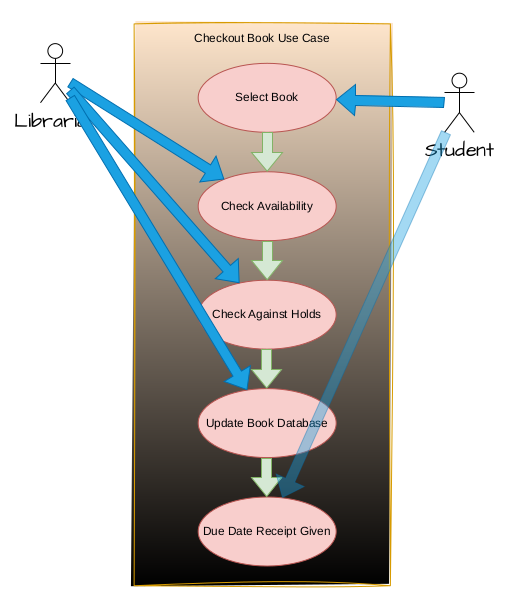 Checkout Book Use Case
Select Book
Librarian
Student
Check Availability
Check Against Holds
Update Book Database
Due Date Receipt Given